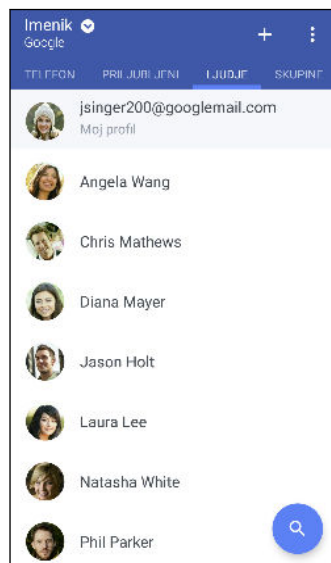 Imenik
Google
TELEFON PRILJUBLJENI LJUDJE SKUPINE
jsinger200@googlemail.com
Moj profil
Angela Wang
Chris Mathews
Diana Mayer
Jason Holt
Laura Lee
Natasha White
Phil Parker